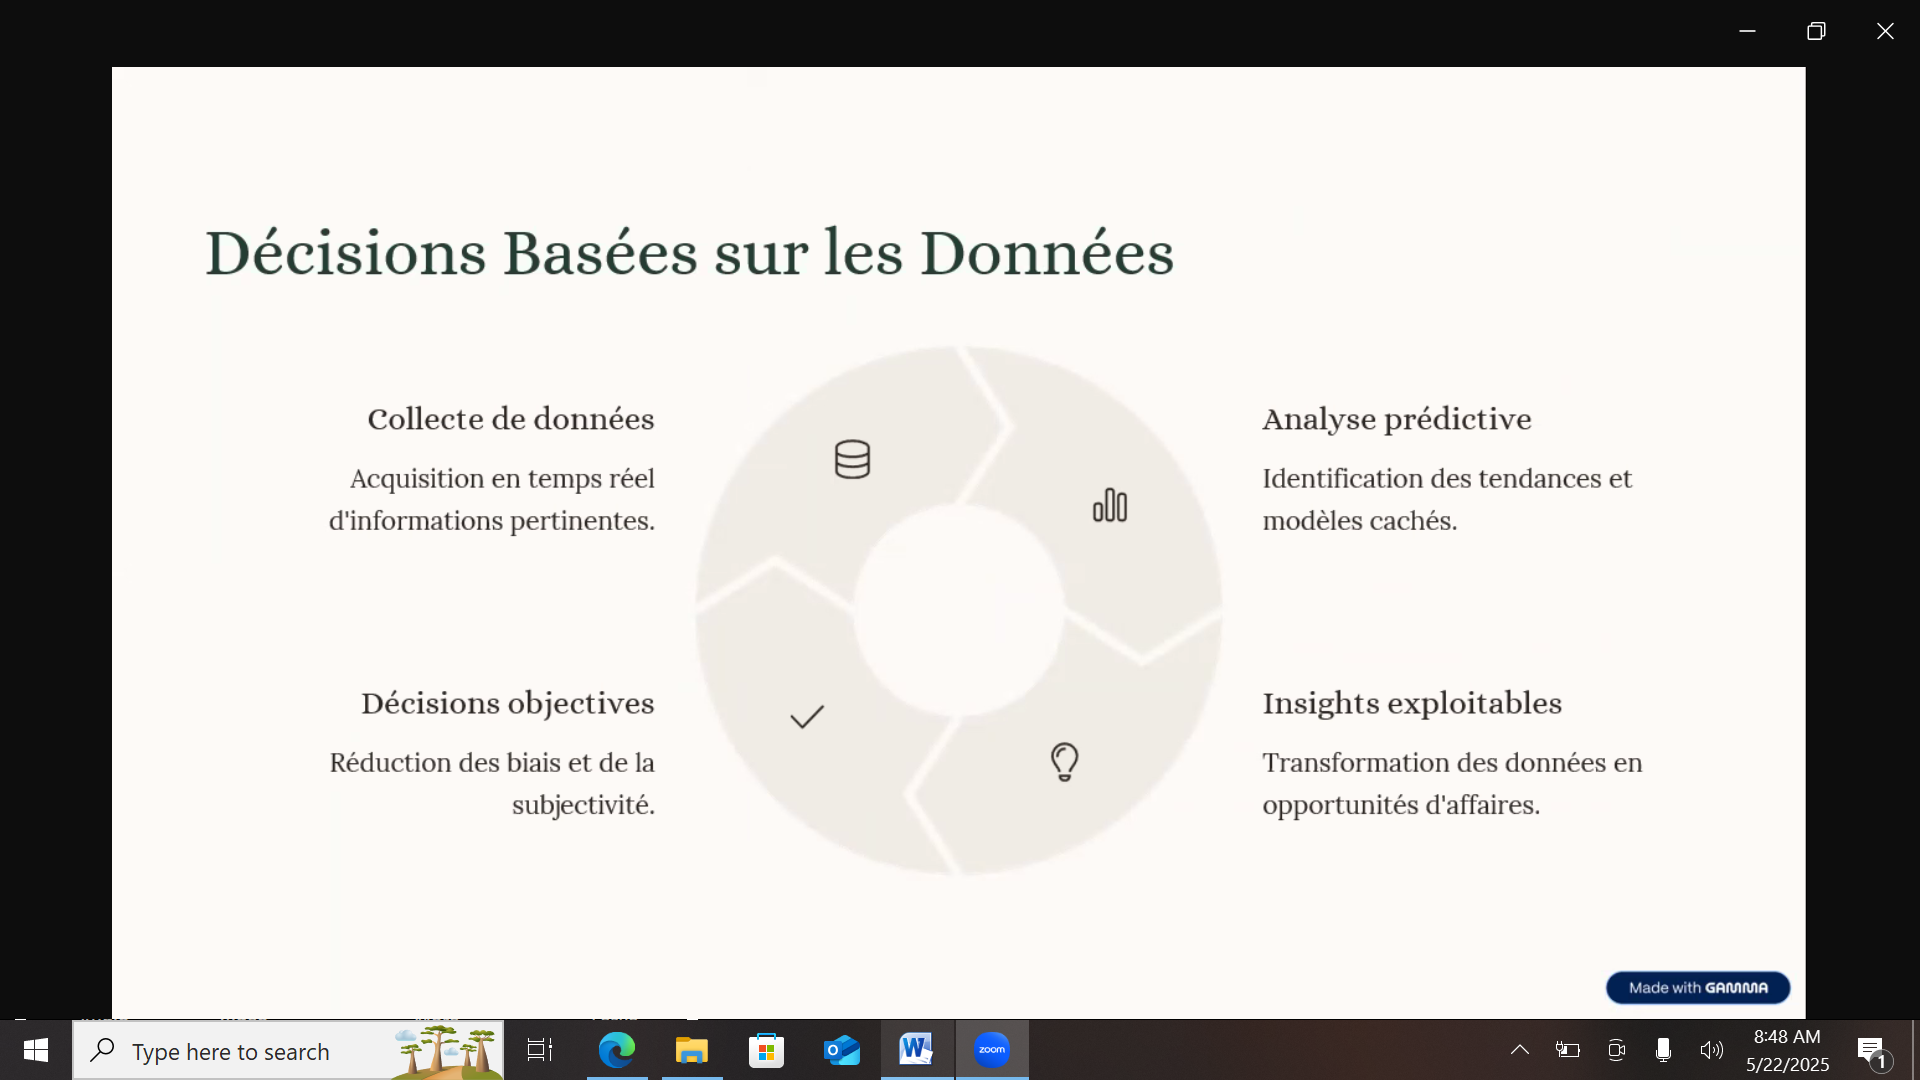 Décisions Basées sur les Données
Collecte de données
Acquisition en temps réel
d'informations pertinentes.
Analyse prédictive
Identification des tendances et
modèles cachés.
Décisions objectives
Réduction des biais et de la
subjectivité.
Insights exploitables
Transformation des données en
opportunités d'affaires.
Made with GAMMA
Type here to search
zoom
8:48 AM
5/22/2025
1